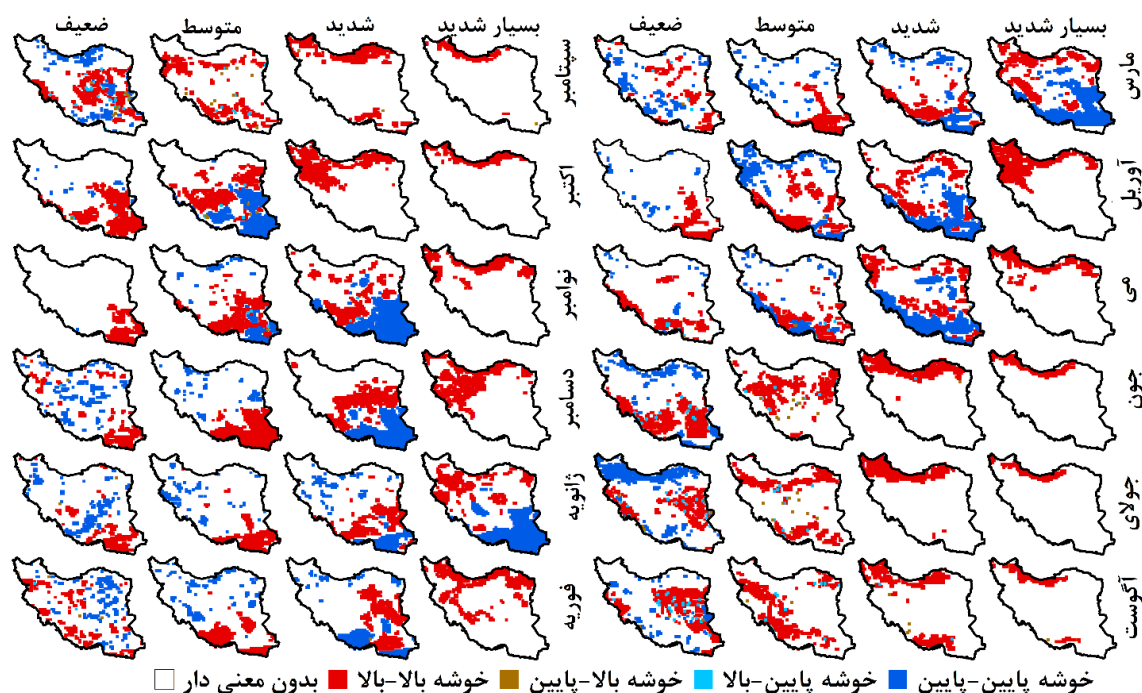 بسیار شدید شدید متوسط ضعیف بسیار شدید شدید متوسط ضعیف
مارس سپتامبر
آوریل اکتبر
می نوامبر
جون دسامبر
جولای ژانویه
آگوست فوریه
خوشه پایین-پایین خوشه پایین-بالا خوشه بالا-پایین خوشه بالا-بالا بدون معنی دار